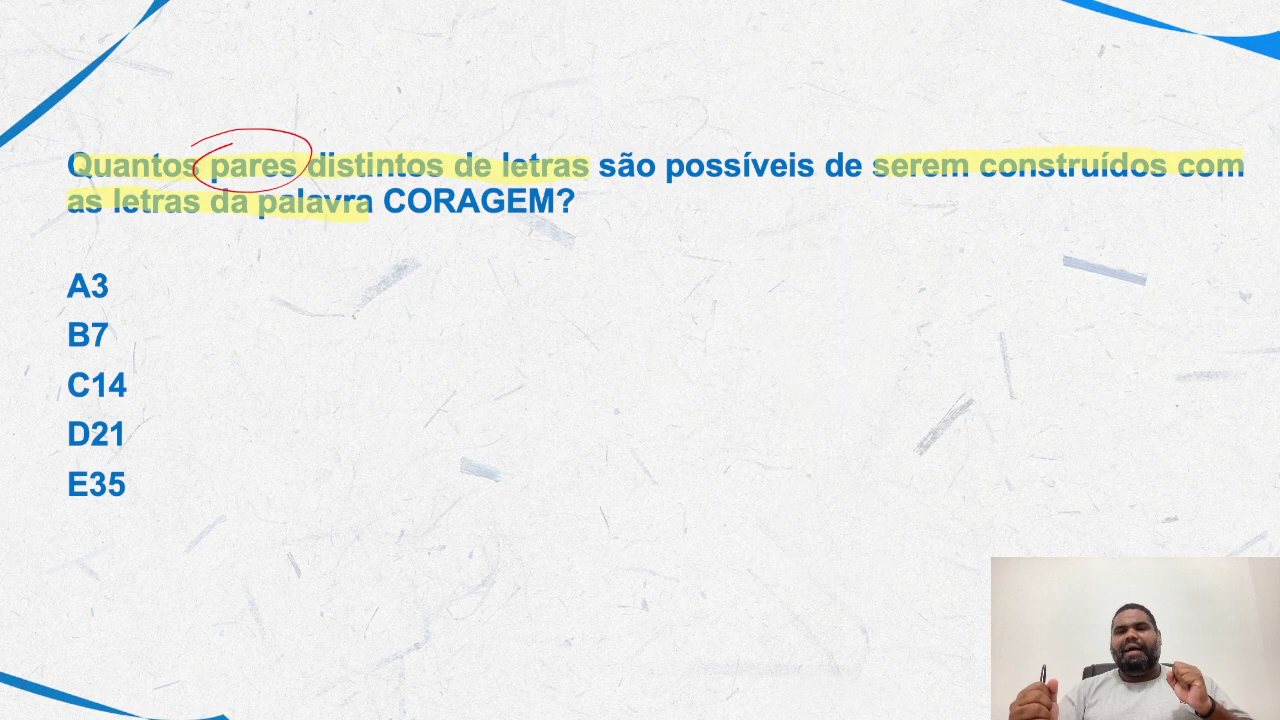 Quantos pares distintos de letras são possíveis de serem construídos com
as letras da palavra CORAGEM?
A3
B7
C14
D21
E35